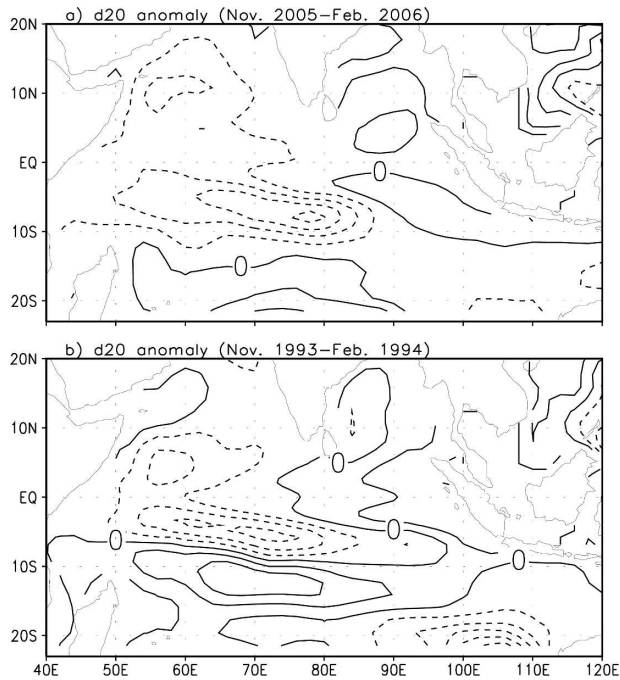 a) d20 anomaly (Nov. 2005–Feb. 2006)
20N
10N
0
EQ
10S
0
20S
b) d20 anomaly (Nov. 1993–Feb. 1994)
20N
10N
0
EQ
0
0
0
10S
20S
40E 50E 60E 70E 80E 90E 100E 110E 120E